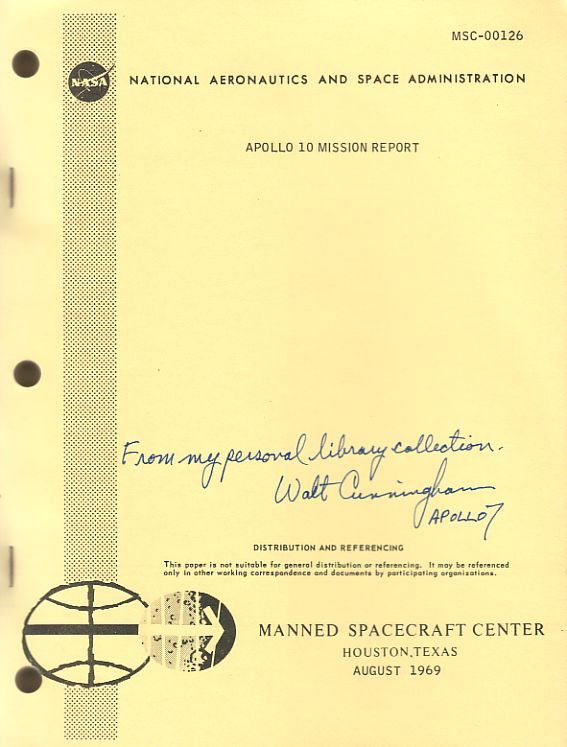 MSC-00126
NASA
NATIONAL AERONAUTICS AND SPACE ADMINISTRATION
APOLLO 10 MISSION REPORT
From my personal library collection.
Walt Cunningham
APOLLO 7
DISTRIBUTION AND REFERENCING
This paper is not suitable for general distribution or referencing. It may be referenced
only in other working correspondence and documents by participating organizations.
MANNED SPACECRAFT CENTER
HOUSTON, TEXAS
AUGUST 1969